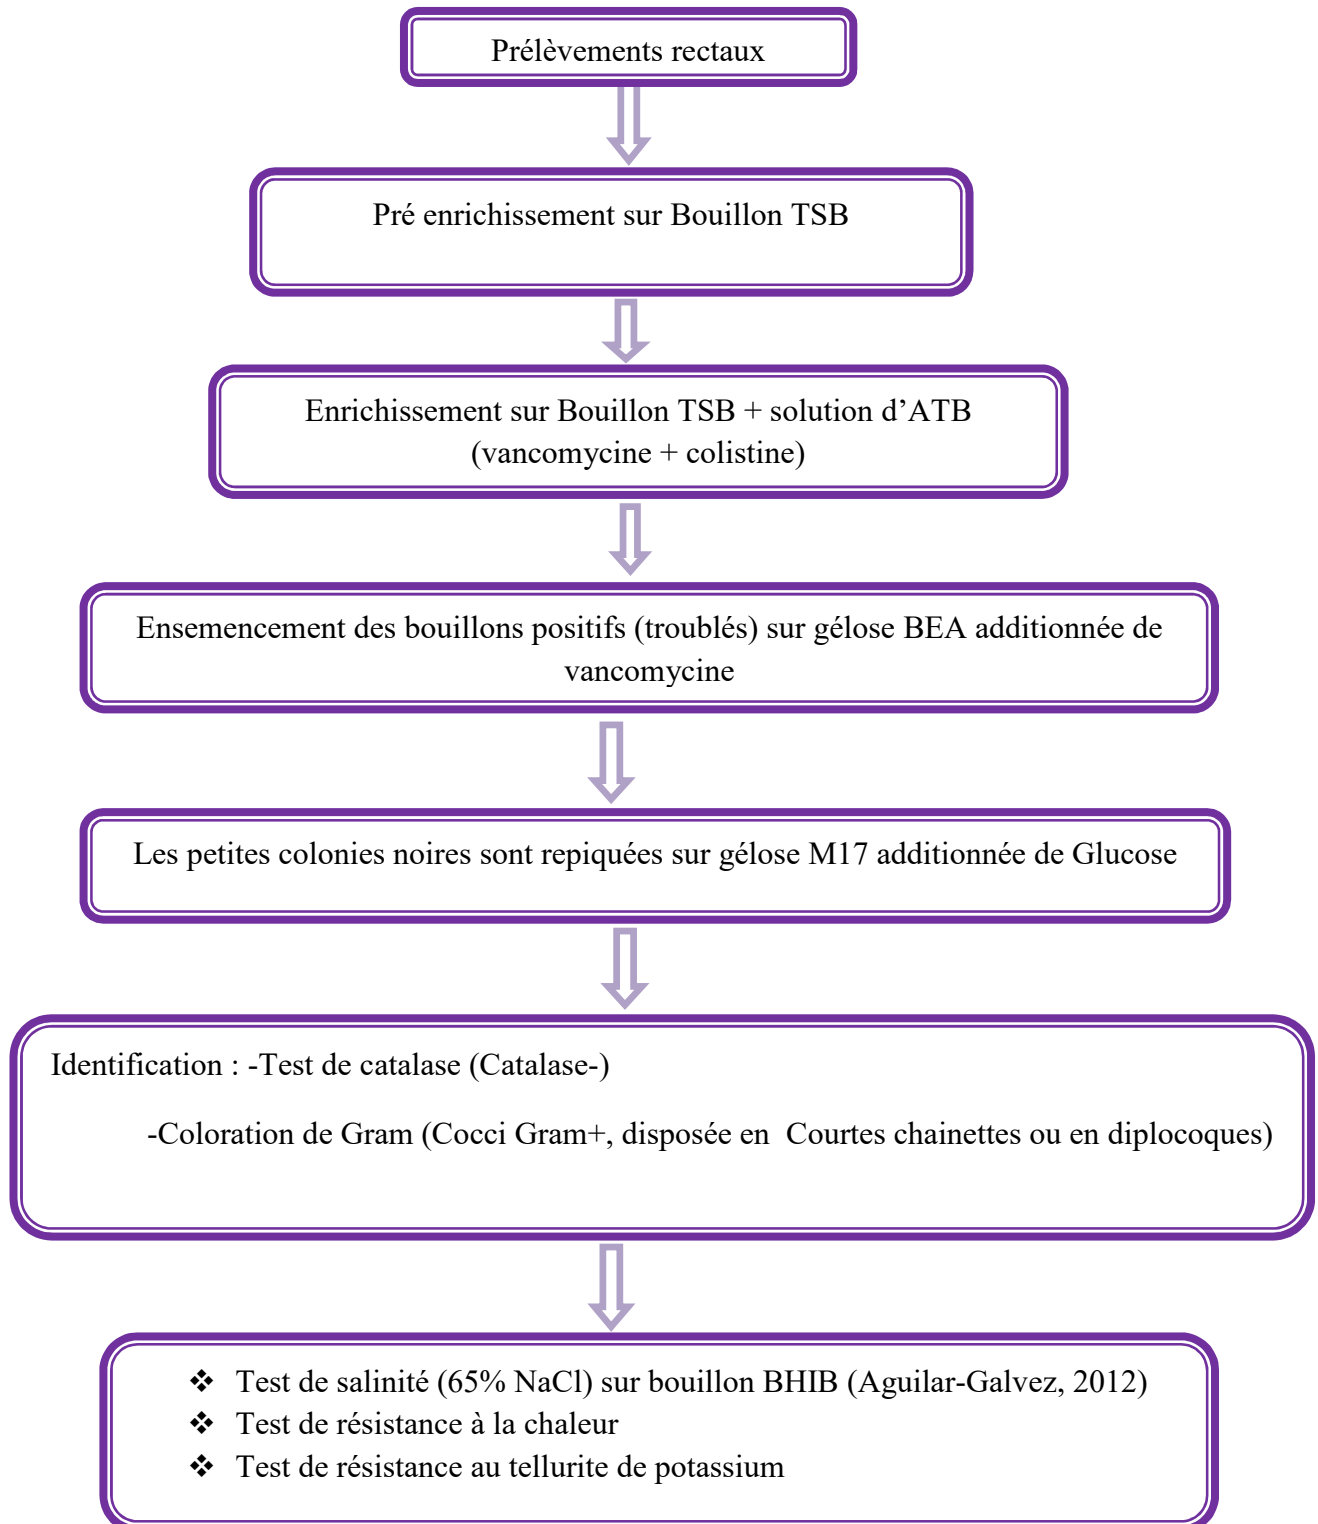 Prélèvements rectaux
Pré enrichissement sur Bouillon TSB
Enrichissement sur Bouillon TSB + solution d’ATB
(vancomycine + colistine)
Ensemencement des bouillons positifs (troublés) sur gélose BEA additionnée de
vancomycine
Les petites colonies noires sont repiquées sur gélose M17 additionnée de Glucose
Identification : -Test de catalase (Catalase-)
-Coloration de Gram (Cocci Gram+, disposée en Courtes chainettes ou en diplocoques)
❖ Test de salinité (65% NaCl) sur bouillon BHIB (Aguilar-Galvez, 2012)
❖ Test de résistance à la chaleur
❖ Test de résistance au tellurite de potassium